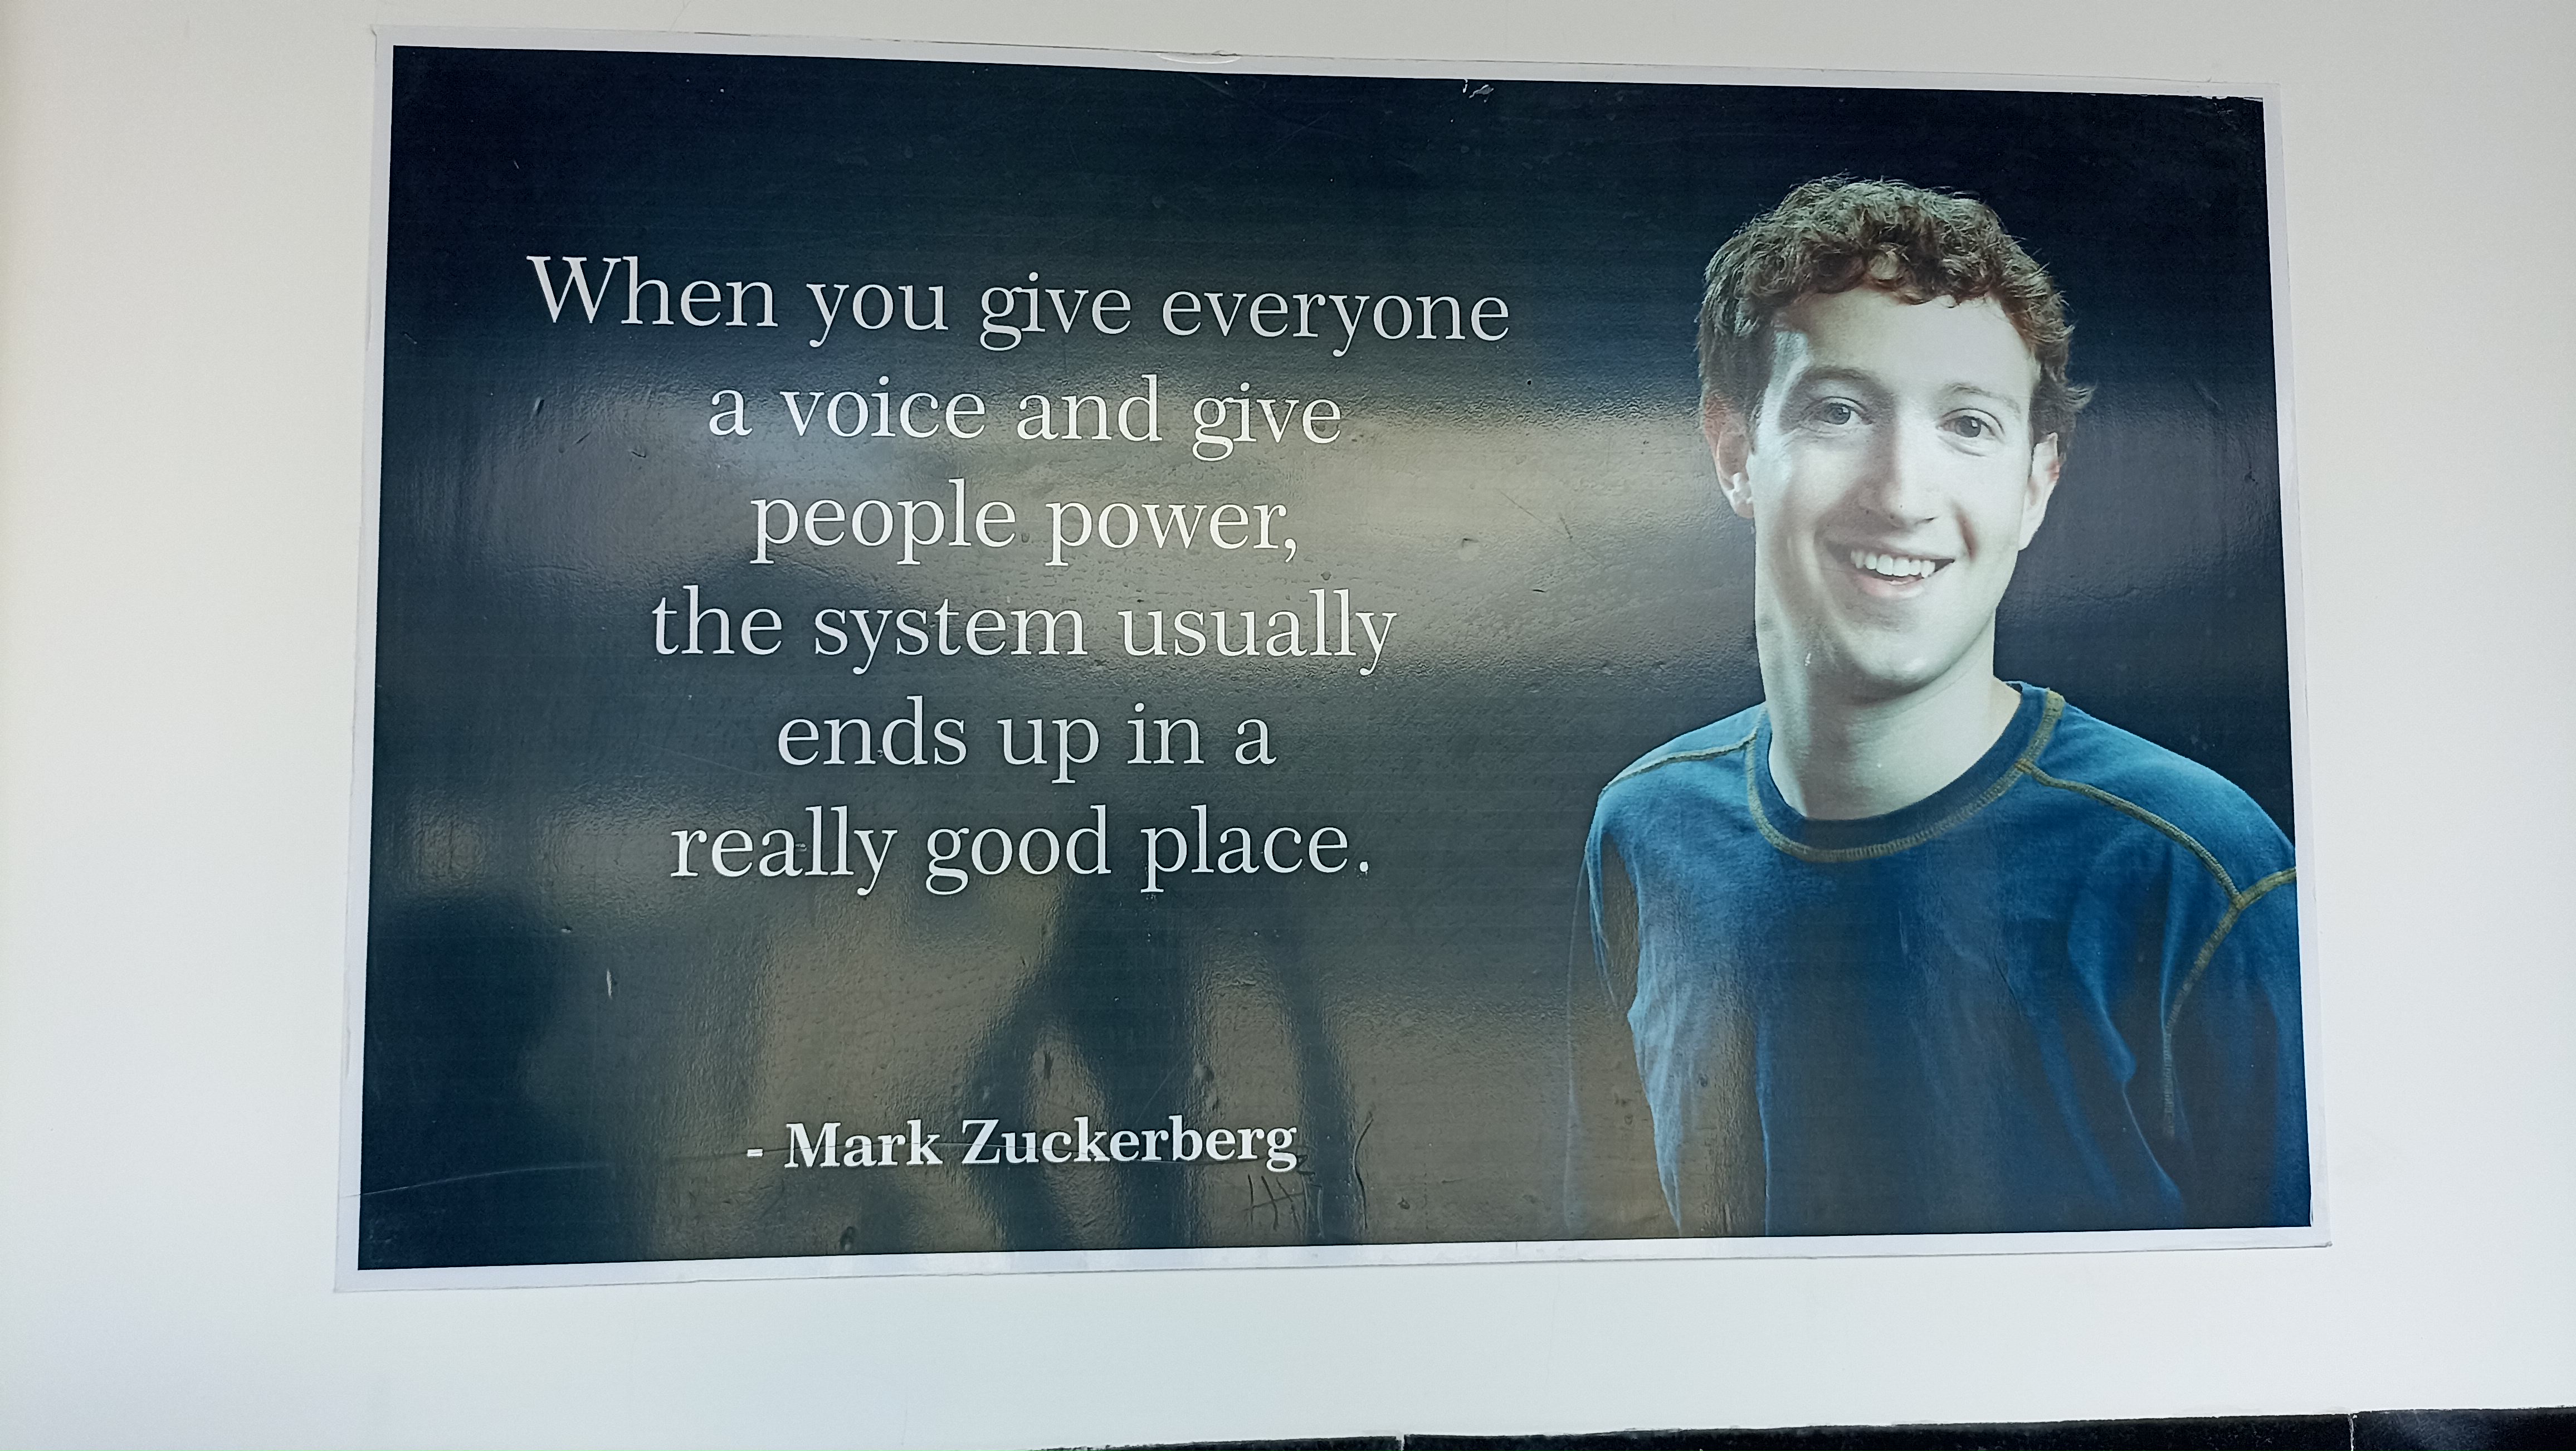 When you give everyone
a voice and give
people power,
the system usually
ends up in a
really good place.
- Mark Zuckerberg